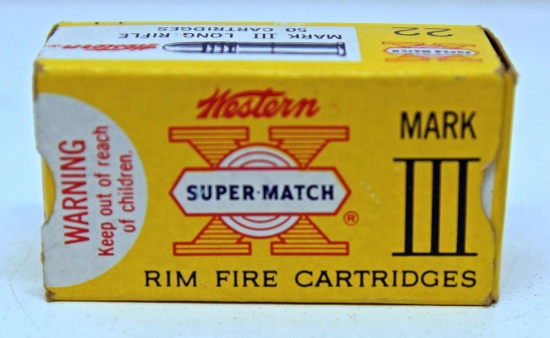 MARK III LONG RIFLE
50 CARTRIDGES
Western
22
X
Western
X
SUPER·MATCH
®
MARK
III
RIM FIRE CARTRIDGES
WARNING
Keep out of reach
of children.